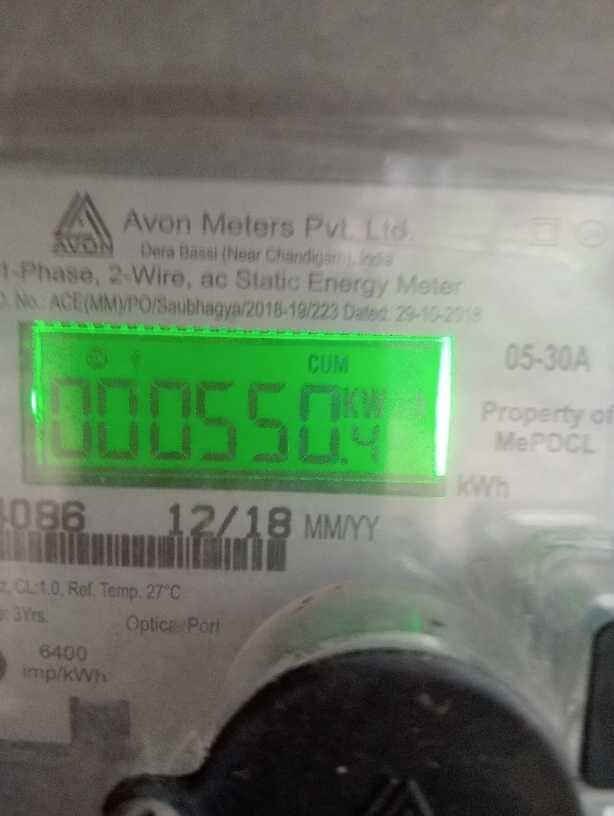 AVON
Avon Meters Pvt. Ltd.
Dera Bassi (Near Chandigarh), India
1-Phase, 2-Wire, ac Static Energy Meter
O. No.: ACE(MM)/PO/Saubhagya/2018-19/223 Dated: 29-10-2018
CUM
000550.4 KW h
05-30A
Property of
MePDCL
kWh
4086 12/18 MM/YY
z, CL:1.0, Ref. Temp. 27°C
e: 3Yrs.
Optical Port
6400
imp/kWh